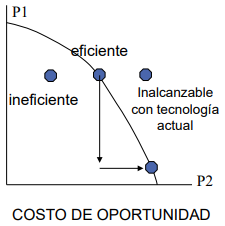 P1
eficiente
ineficiente
Inalcanzable
con tecnología
actual
P2
COSTO DE OPORTUNIDAD